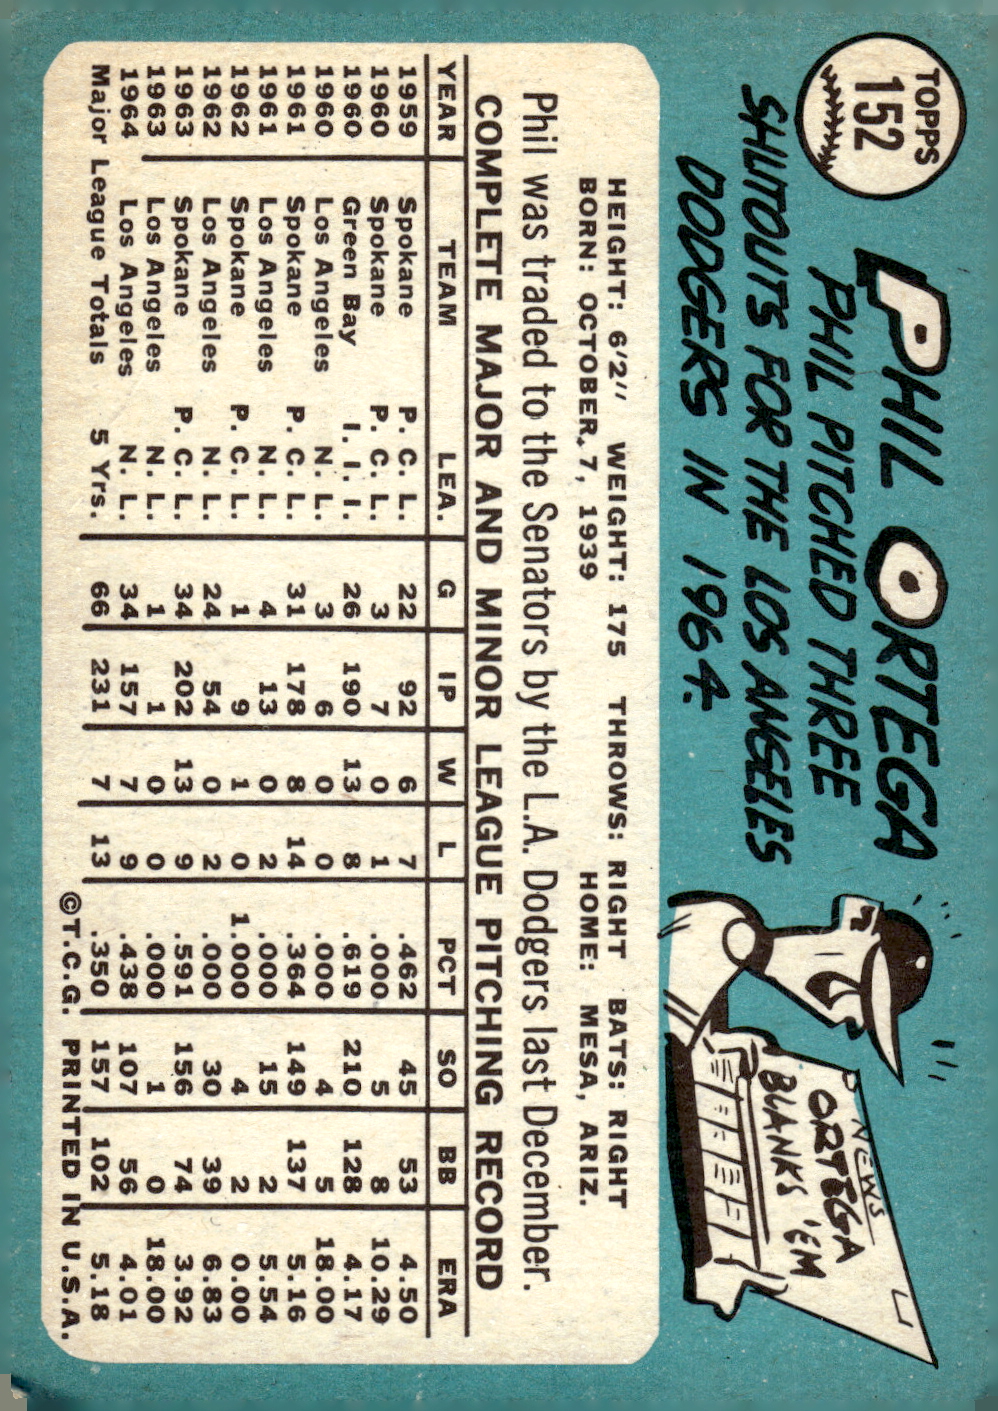 TOPPS
152
PHIL ORTEGA
PHIL PITCHED THREE
SHUTOUTS FOR THE LOS ANGELES
DODGERS IN 1964.
NEWS
ORTEGA
BLANKS 'EM
HEIGHT: 6'2" WEIGHT: 175 THROWS: RIGHT BATS: RIGHT
BORN: OCTOBER 7, 1939 HOME: MESA, ARIZ.
Phil was traded to the Senators by the L.A. Dodgers last December.
COMPLETE MAJOR AND MINOR LEAGUE PITCHING RECORD
YEAR TEAM LEA. G IP W L PCT SO BB ERA
1959 Spokane P. C. L. 22 92 6 7 .462 45 53 4.50
1960 Spokane P. C. L. 3 7 0 1 .000 5 8 10.29
1960 Green Bay I. I. I. 26 190 13 8 .619 210 128 4.17
1960 Los Angeles N. L. 3 6 0 0 .000 4 5 18.00
1961 Spokane P. C. L. 31 178 8 14 .364 149 137 5.16
1961 Los Angeles N. L. 4 13 0 2 .000 15 2 5.54
1962 Spokane P. C. L. 1 9 1 0 1.000 4 2 0.00
1962 Los Angeles N. L. 24 54 0 2 .000 30 39 6.83
1963 Spokane P. C. L. 34 202 13 9 .591 156 74 3.92
1963 Los Angeles N. L. 1 1 0 0 .000 1 0 18.00
1964 Los Angeles N. L. 34 157 7 9 .438 107 56 4.01
Major League Totals 5 Yrs. 66 231 7 13 .350 157 102 5.18
©T.C.G. PRINTED IN U.S.A.